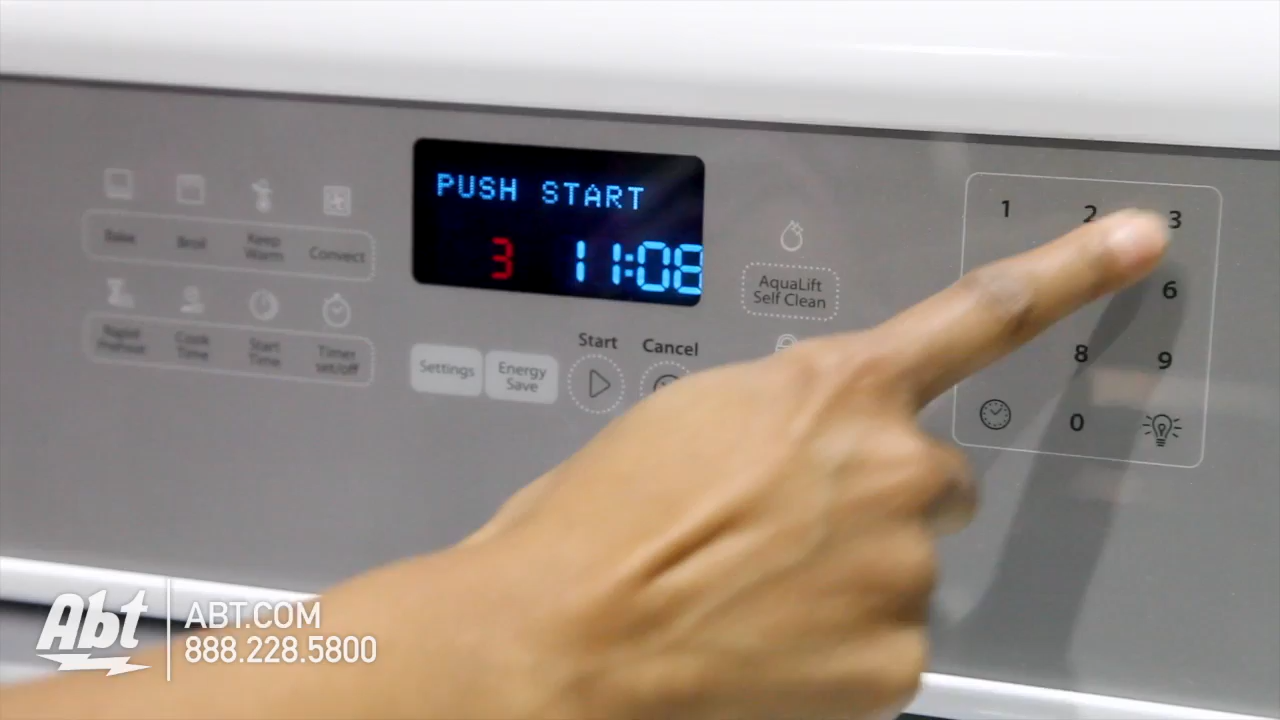 PUSH START
3 11:08
Bake Broil Keep Warm Convect
Rapid Preheat Cook Time Start Time Timer set/off
Settings
Energy Save
Start
Cancel
AquaLift
Self Clean
1 2 3
6
8 9
0
Abt
ABT.COM
888.228.5800